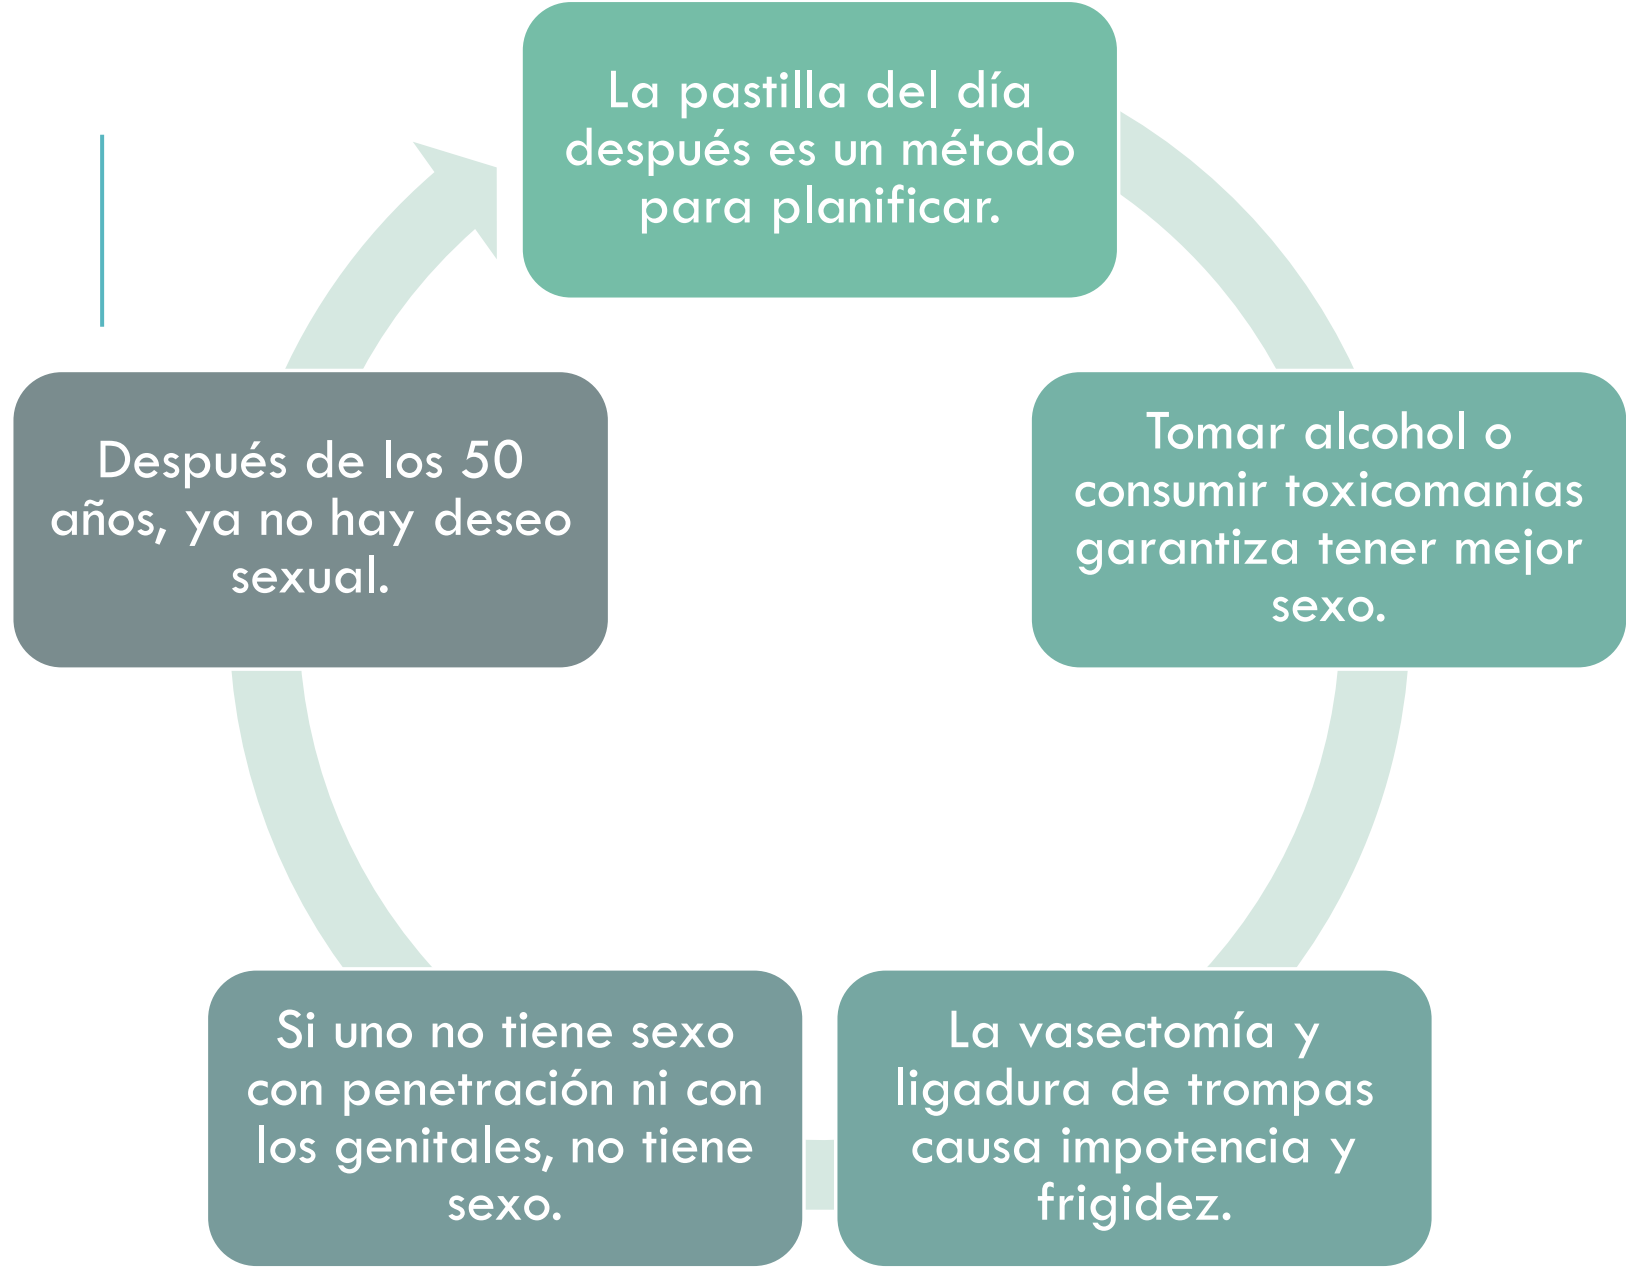 La pastilla del día
después es un método
para planificar.
Tomar alcohol o
consumir toxicomanías
garantiza tener mejor
sexo.
La vasectomía y
ligadura de trompas
causa impotencia y
frigidez.
Si uno no tiene sexo
con penetración ni con
los genitales, no tiene
sexo.
Después de los 50
años, ya no hay deseo
sexual.